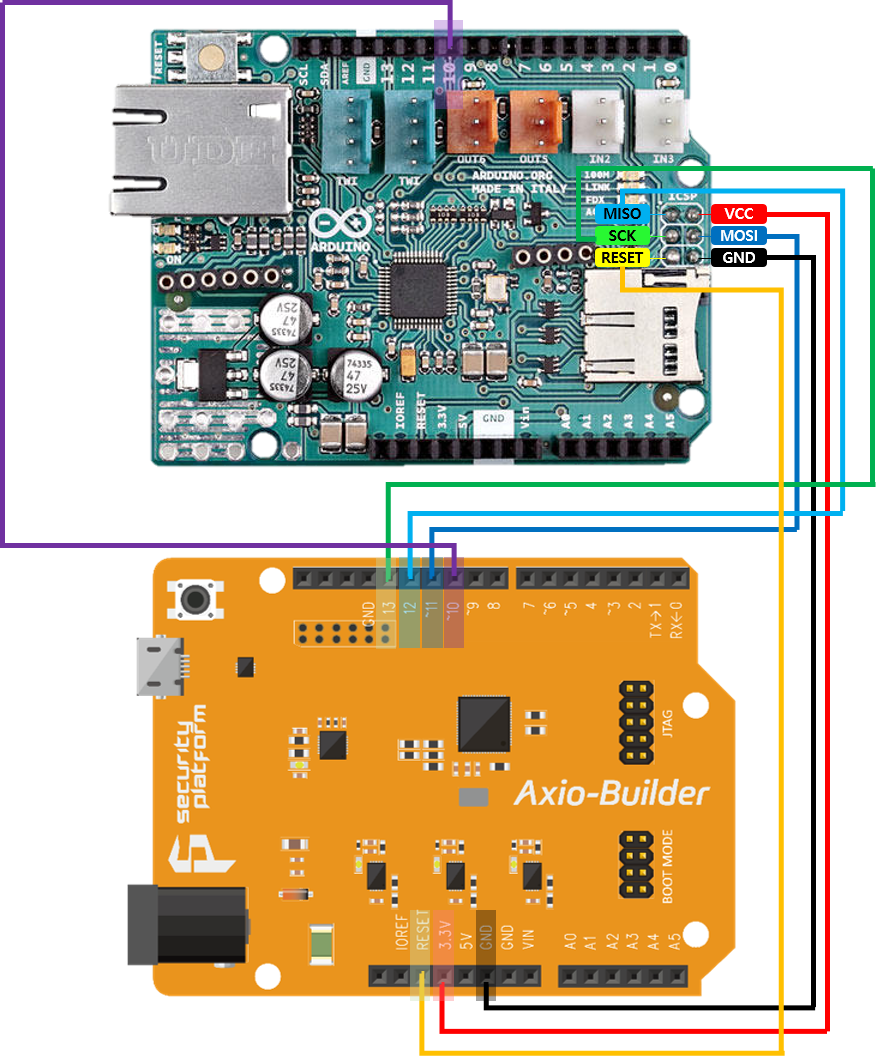 RESET
SCL
SDA
AREF
GND
13
12
11
10
9
8
7
6
5
4
3
2
1
0
UDE
TWI
TWI
OUT6
OUT5
IN2
IN3
ARDUINO.ORG
MADE IN ITALY
100M
LINK
FDX
ICSP
MISO
VCC
SCK
MOSI
RESET
GND
ARDUINO
ON
25V
47
74335
25V
47
74335
74335
47
25V
IOREF
RESET
3.3V
5V
GND
Vin
A0
A1
A2
A3
A4
A5
GND
13
12
~11
~10
~9
8
7
~6
~5
4
~3
2
TX→1
RX←0
JTAG
security
platform
Axio-Builder
BOOT MODE
IOREF
RESET
3.3V
5V
GND
GND
VIN
A0
A1
A2
A3
A4
A5